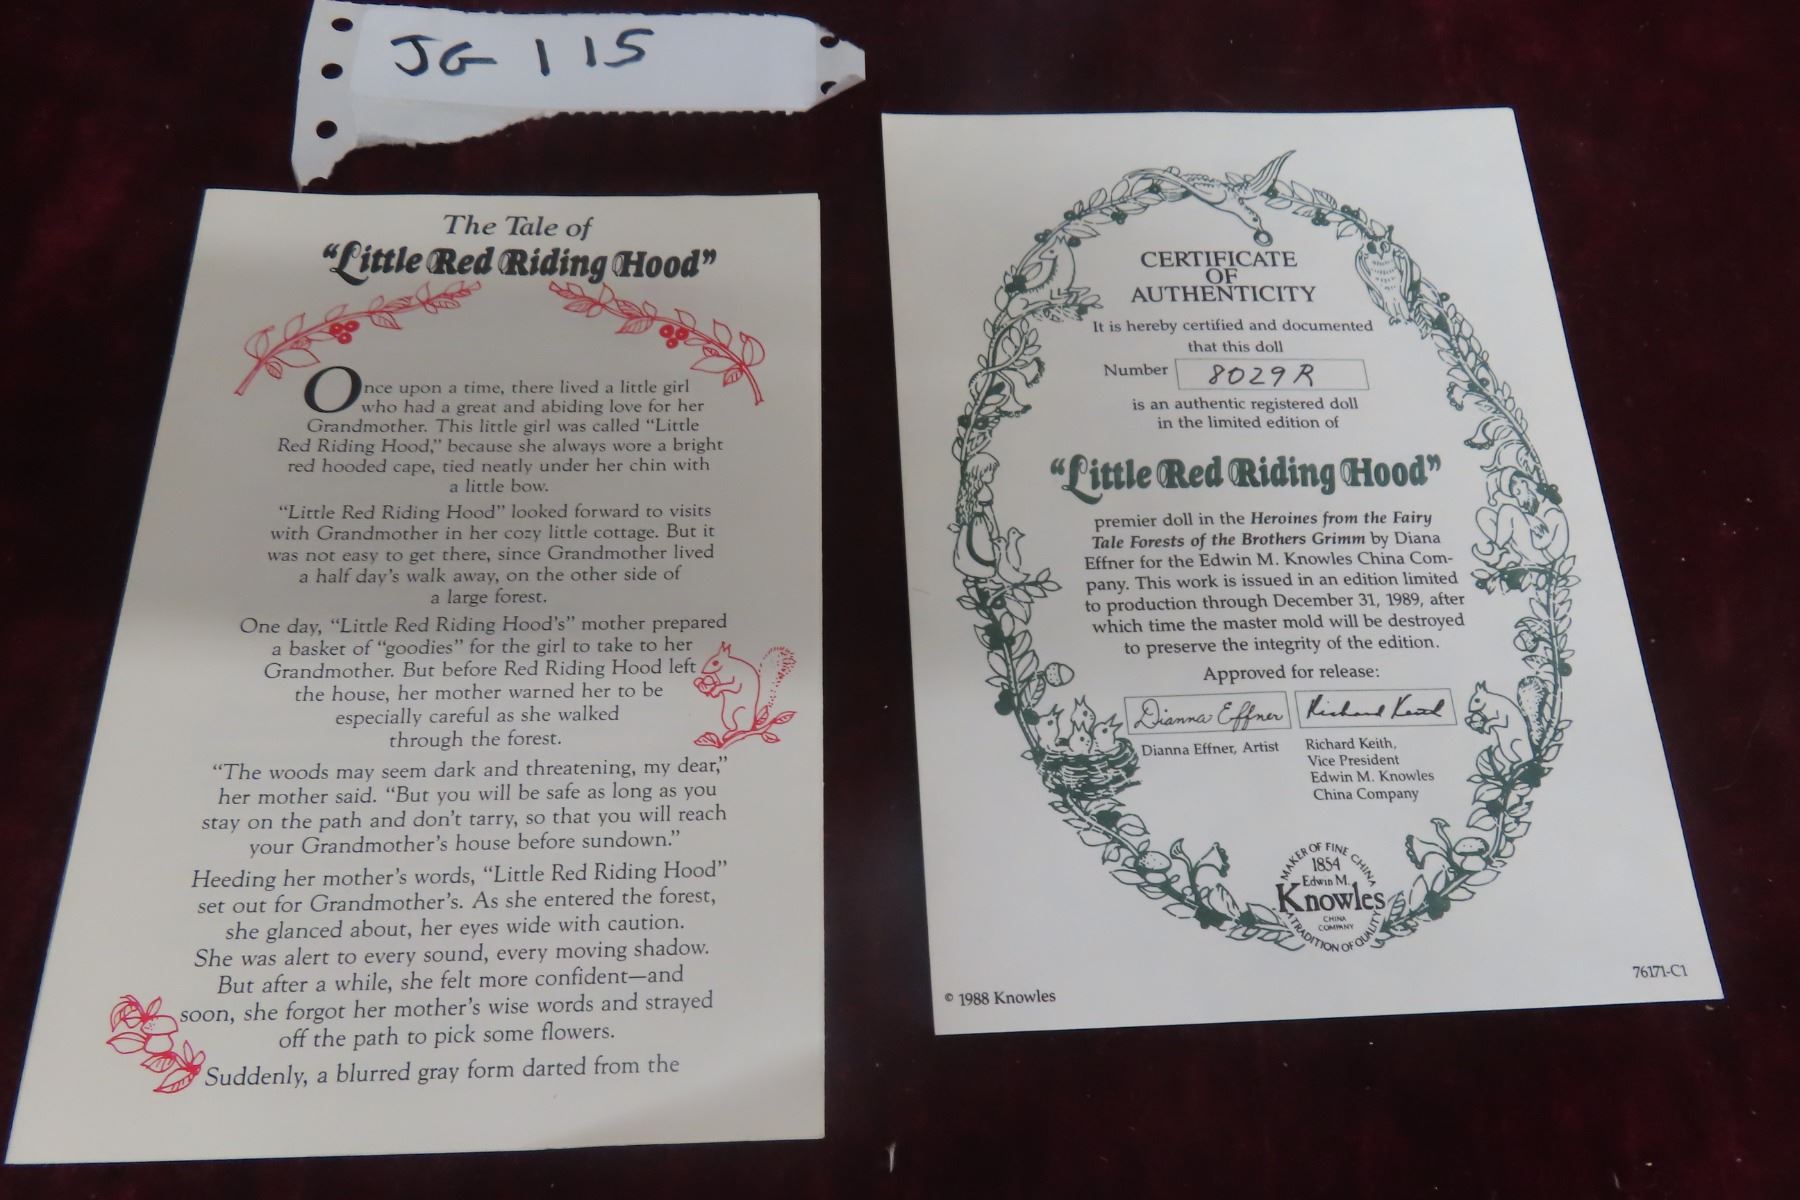 JG 115
The Tale of
“Little Red Riding Hood”
Once upon a time, there lived a little girl
who had a great and abiding love for her
Grandmother. This little girl was called “Little
Red Riding Hood,” because she always wore a bright
red hooded cape, tied neatly under her chin with
a little bow.
“Little Red Riding Hood” looked forward to visits
with Grandmother in her cozy little cottage. But it
was not easy to get there, since Grandmother lived
a half day’s walk away, on the other side of
a large forest.
One day, “Little Red Riding Hood’s” mother prepared
a basket of “goodies” for the girl to take to her
Grandmother. But before Red Riding Hood left
the house, her mother warned her to be
especially careful as she walked
through the forest.
“The woods may seem dark and threatening, my dear,”
her mother said. “But you will be safe as long as you
stay on the path and don’t tarry, so that you will reach
your Grandmother’s house before sundown.”
Heeding her mother’s words, “Little Red Riding Hood”
set out for Grandmother’s. As she entered the forest,
she glanced about, her eyes wide with caution.
She was alert to every sound, every moving shadow.
But after a while, she felt more confident—and
soon, she forgot her mother’s wise words and strayed
off the path to pick some flowers.
Suddenly, a blurred gray form darted from the
CERTIFICATE
OF
AUTHENTICITY
It is hereby certified and documented
that this doll
Number 8029R
is an authentic registered doll
in the limited edition of
“Little Red Riding Hood”
premier doll in the Heroines from the Fairy
Tale Forests of the Brothers Grimm by Diana
Effner for the Edwin M. Knowles China Com-
pany. This work is issued in an edition limited
to production through December 31, 1989, after
which time the master mold will be destroyed
to preserve the integrity of the edition.
Approved for release:
Dianna Effner Richard Keith
Dianna Effner, Artist
Richard Keith,
Vice President
Edwin M. Knowles
China Company
MAKER OF FINE CHINA
1854
Edwin M.
Knowles
CHINA
COMPANY
A TRADITION OF QUALITY
© 1988 Knowles
76171-C1